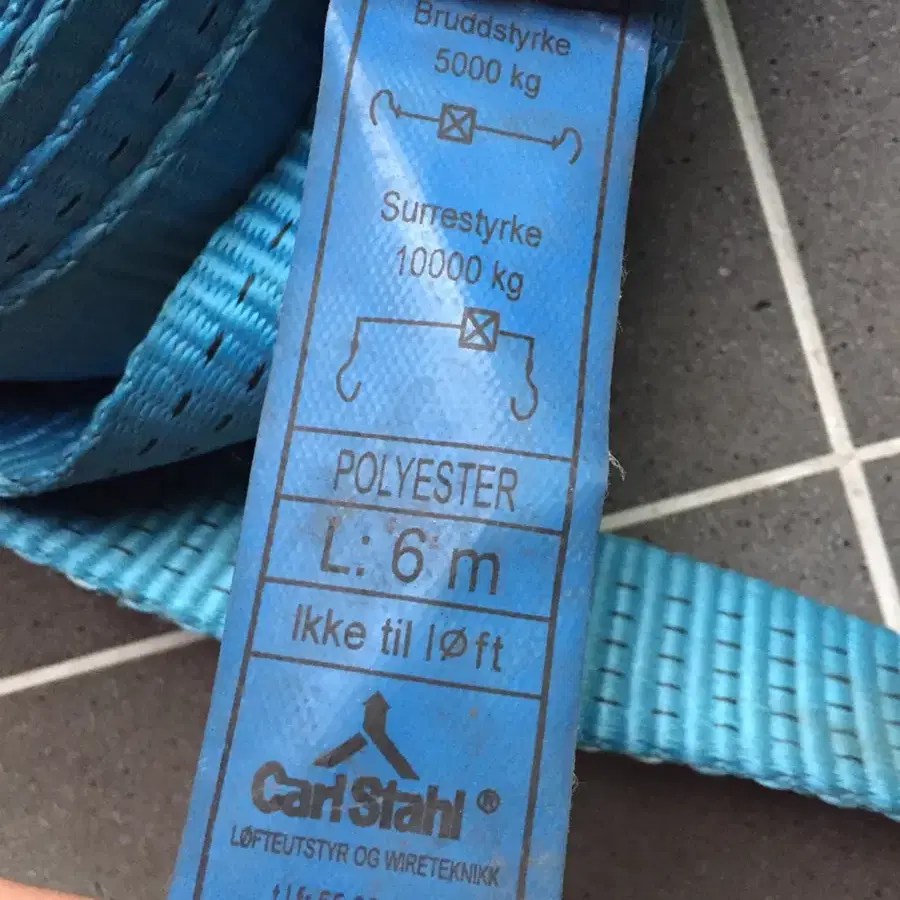 Bruddstyrke
5000 kg
Surrestyrke
10000 kg
POLYESTER
L: 6 m
Ikke til løft
Carl Stahl ®
LØFTEUTSTYR OG WIRETEKNIKK